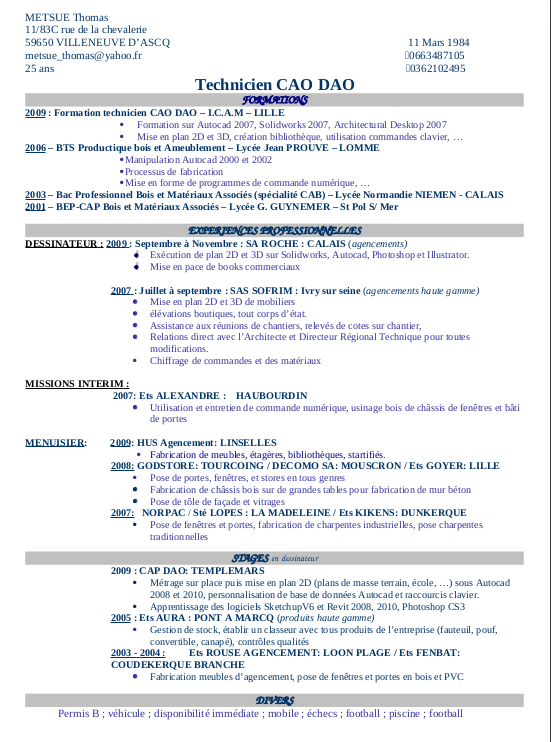 METSUE Thomas
11/83C rue de la chevalerie
59650 VILLENEUVE D'ASCQ 11 Mars 1984
metsue_thomas@yahoo.fr 0663487105
25 ans 0362102495
Technicien CAO DAO
FORMATIONS
2009 : Formation technicien CAO DAO – I.C.A.M – LILLE
• Formation sur Autocad 2007, Solidworks 2007, Architectural Desktop 2007
• Mise en plan 2D et 3D, création bibliothèque, utilisation commandes clavier, …
2006 – BTS Productique bois et Ameublement – Lycée Jean PROUVE – LOMME
•Manipulation Autocad 2000 et 2002
•Processus de fabrication
•Mise en forme de programmes de commande numérique, …
2003 – Bac Professionnel Bois et Matériaux Associés (spécialité CAB) – Lycée Normandie NIEMEN - CALAIS
2001 – BEP-CAP Bois et Matériaux Associés – Lycée G. GUYNEMER – St Pol S/ Mer
EXPERIENCES PROFESSIONNELLES
DESSINATEUR : 2009 : Septembre à Novembre : SA ROCHE : CALAIS (agencements)
• Exécution de plan 2D et 3D sur Solidworks, Autocad, Photoshop et Illustrator.
• Mise en pace de books commerciaux
2007 : Juillet à septembre : SAS SOFRIM : Ivry sur seine (agencements haute gamme)
• Mise en plan 2D et 3D de mobiliers
• élévations boutiques, tout corps d'état.
• Assistance aux réunions de chantiers, relevés de cotes sur chantier,
• Relations direct avec l'Architecte et Directeur Régional Technique pour toutes
modifications.
• Chiffrage de commandes et des matériaux
MISSIONS INTERIM :
2007: Ets ALEXANDRE : HAUBOURDIN
• Utilisation et entretien de commande numérique, usinage bois de châssis de fenêtres et bâti
de portes
MENUISIER: 2009: HUS Agencement: LINSELLES
• Fabrication de meubles, étagères, bibliothèques, startifiés.
2008: GODSTORE: TOURCOING / DECOMO SA: MOUSCRON / Ets GOYER: LILLE
• Pose de portes, fenêtres, et stores en tous genres
• Fabrication de châssis bois sur de grandes tables pour fabrication de mur béton
• Pose de tôle de façade et vitrages
2007: NORPAC / Sté LOPES : LA MADELEINE / Ets KIKENS: DUNKERQUE
• Pose de fenêtres et portes, fabrication de charpentes industrielles, pose charpentes
traditionnelles
STAGES en dessinateur
2009 : CAP DAO: TEMPLEMARS
• Métrage sur place puis mise en plan 2D (plans de masse terrain, école, …) sous Autocad
2008 et 2010, personnalisation de base de données Autocad et raccourcis clavier.
• Apprentissage des logiciels SketchupV6 et Revit 2008, 2010, Photoshop CS3
2005 : Ets AURA : PONT A MARCQ (produits haute gamme)
• Gestion de stock, établir un classeur avec tous produits de l'entreprise (fauteuil, pouf,
convertible, canapé), contrôles qualités
2003 - 2004 : Ets ROUSE AGENCEMENT: LOON PLAGE / Ets FENBAT:
COUDEKERQUE BRANCHE
• Fabrication meubles d'agencement, pose de fenêtres et portes en bois et PVC
DIVERS
Permis B ; véhicule ; disponibilité immédiate ; mobile ; échecs ; football ; piscine ; football